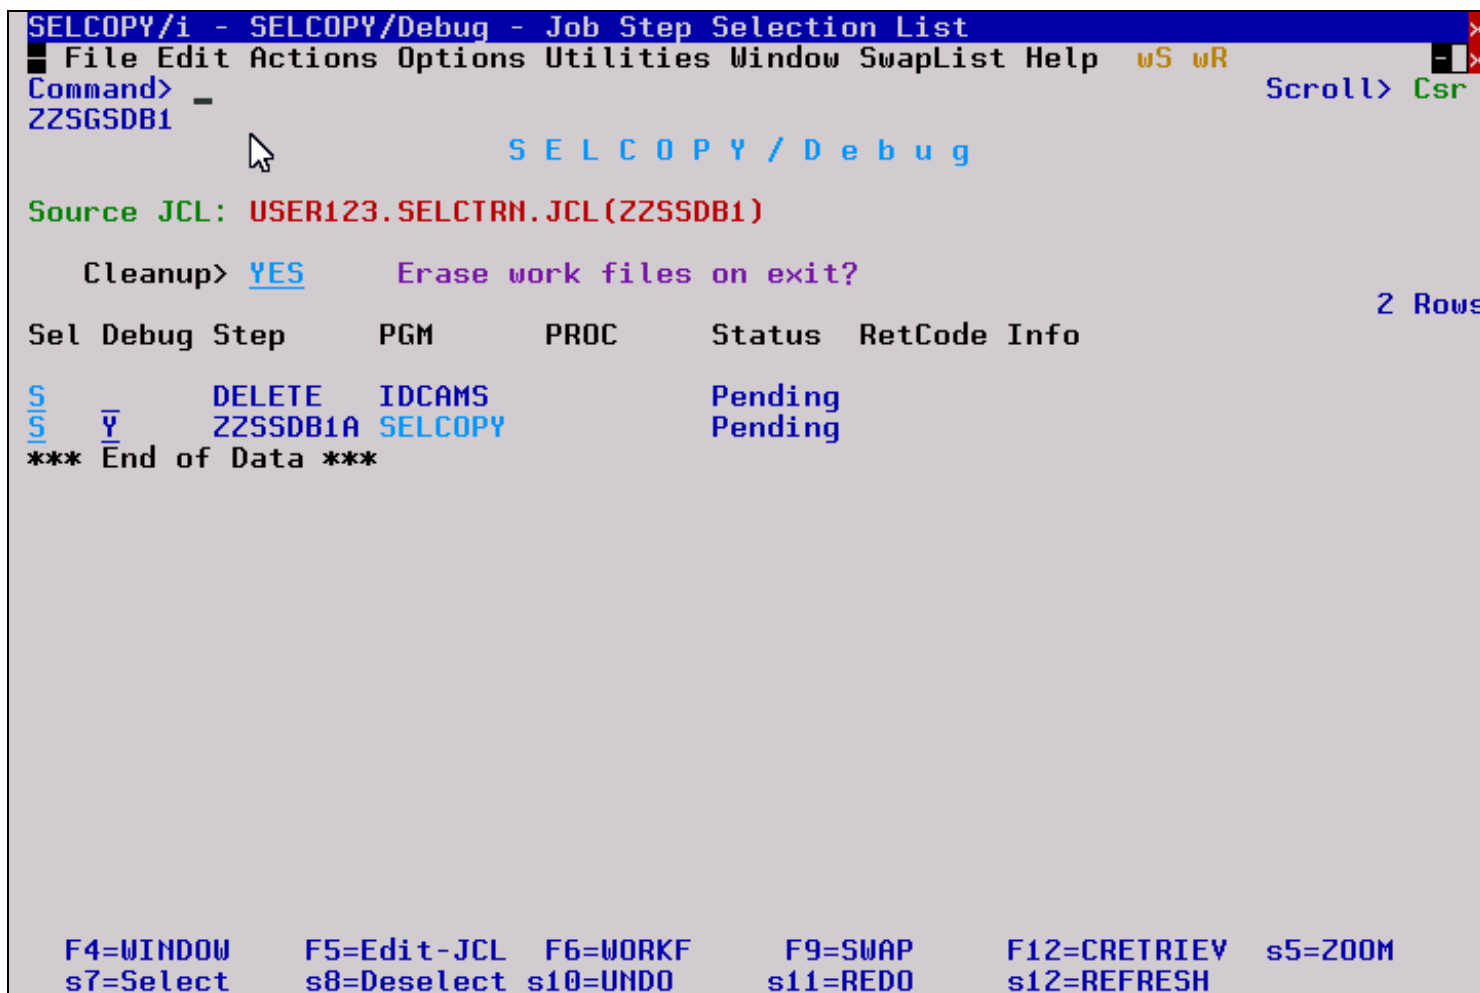 SELCOPY/i - SELCOPY/Debug - Job Step Selection List
File Edit Actions Options Utilities Window SwapList Help wS wR
Command> Scroll> Csr
ZZSGSDB1
S E L C O P Y / D e b u g
Source JCL: USER123.SELCTRN.JCL(ZZSSDB1)
Cleanup> YES Erase work files on exit?
2 Rows
Sel Debug Step PGM PROC Status RetCode Info
S _ DELETE IDCAMS Pending
S Y ZZSSDB1A SELCOPY Pending
*** End of Data ***
F4=WINDOW F5=Edit-JCL F6=WORKF F9=SWAP F12=CRETRIEV s5=ZOOM
s7=Select s8=Deselect s10=UNDO s11=REDO s12=REFRESH